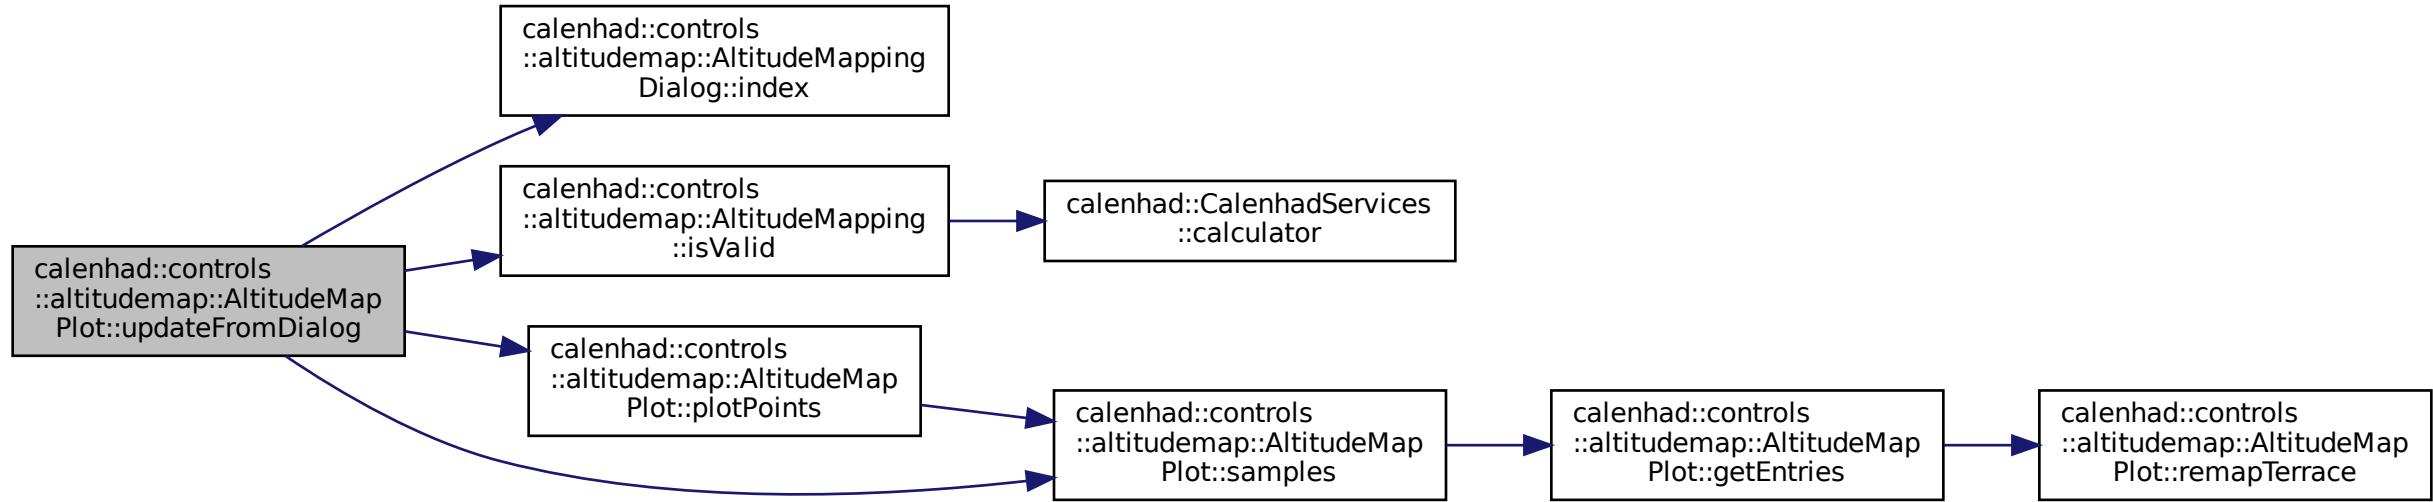 calenhad::controls
::altitudemap::AltitudeMap
Plot::updateFromDialog
calenhad::controls
::altitudemap::AltitudeMapping
Dialog::index
calenhad::controls
::altitudemap::AltitudeMapping
::isValid
calenhad::CalenhadServices
::calculator
calenhad::controls
::altitudemap::AltitudeMap
Plot::plotPoints
calenhad::controls
::altitudemap::AltitudeMap
Plot::samples
calenhad::controls
::altitudemap::AltitudeMap
Plot::getEntries
calenhad::controls
::altitudemap::AltitudeMap
Plot::remapTerrace